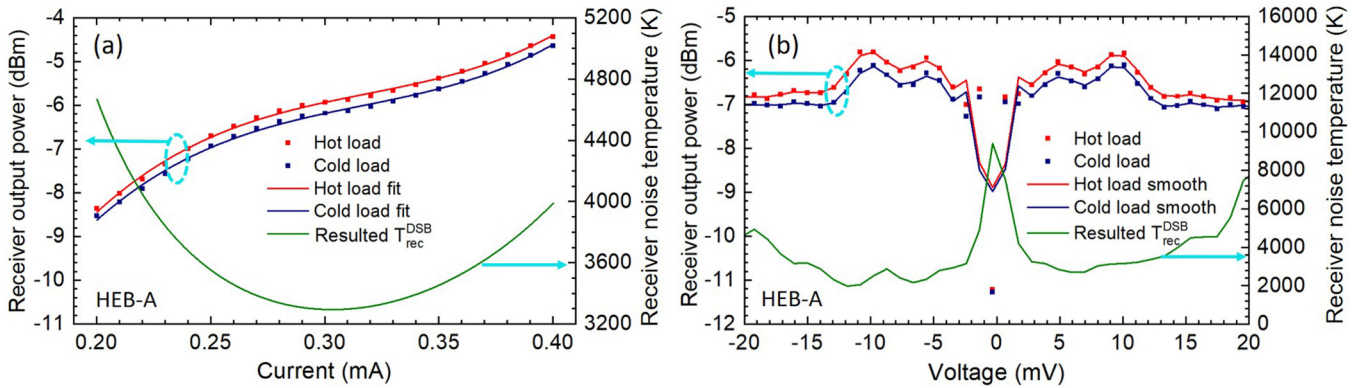 (a)
Receiver output power (dBm)
-4
-5
-6
-7
-8
-9
-10
-11
Hot load
Cold load
Hot load fit
Cold load fit
Resulted T_rec^DSB
HEB-A
0.20 0.25 0.30 0.35 0.40
Current (mA)
5200
4800
4400
4000
3600
3200
Receiver noise temperature (K)
(b)
Receiver output power (dBm)
-5
-6
-7
-8
-9
-10
-11
-12
Hot load
Cold load
Hot load smooth
Cold load smooth
Resulted T_rec^DSB
HEB-A
-20 -15 -10 -5 0 5 10 15 20
Voltage (mV)
16000
14000
12000
10000
8000
6000
4000
2000
0
Receiver noise temperature (K)